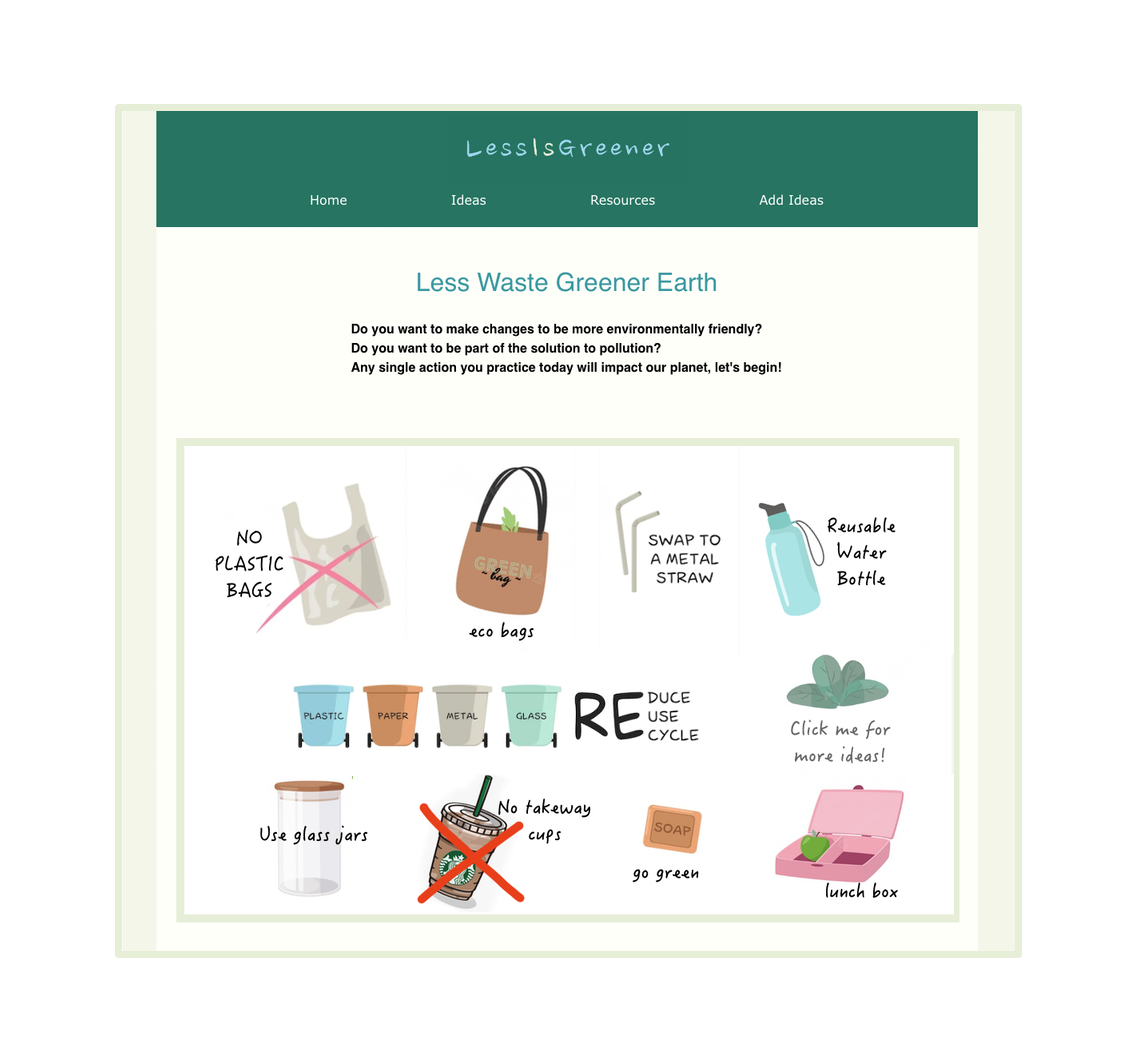 LessIsGreener
Home Ideas Resources Add Ideas
Less Waste Greener Earth
Do you want to make changes to be more environmentally friendly?
Do you want to be part of the solution to pollution?
Any single action you practice today will impact our planet, let's begin!
NO
PLASTIC
BAGS
GREEN
~ bag ~
eco bags
SWAP TO
A METAL
STRAW
Reusable
Water
Bottle
PLASTIC
PAPER
METAL
GLASS
RE
DUCE
USE
CYCLE
Click me for
more ideas!
Use glass jars
No takeway
cups
SOAP
go green
lunch box